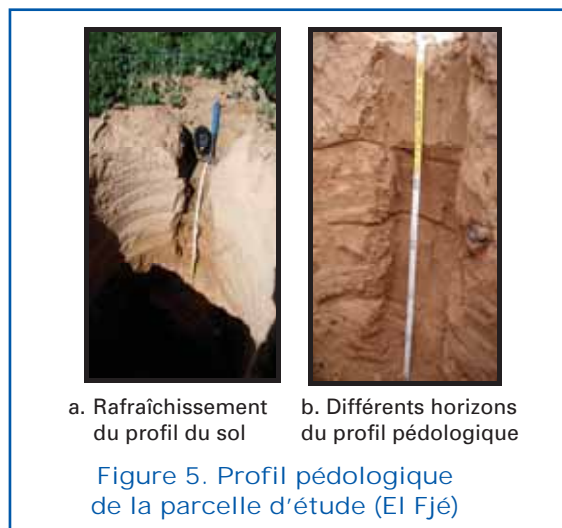 a. Rafraîchissement
du profil du sol
b. Différents horizons
du profil pédologique
Figure 5. Profil pédologique
de la parcelle d'étude (El Fjé)